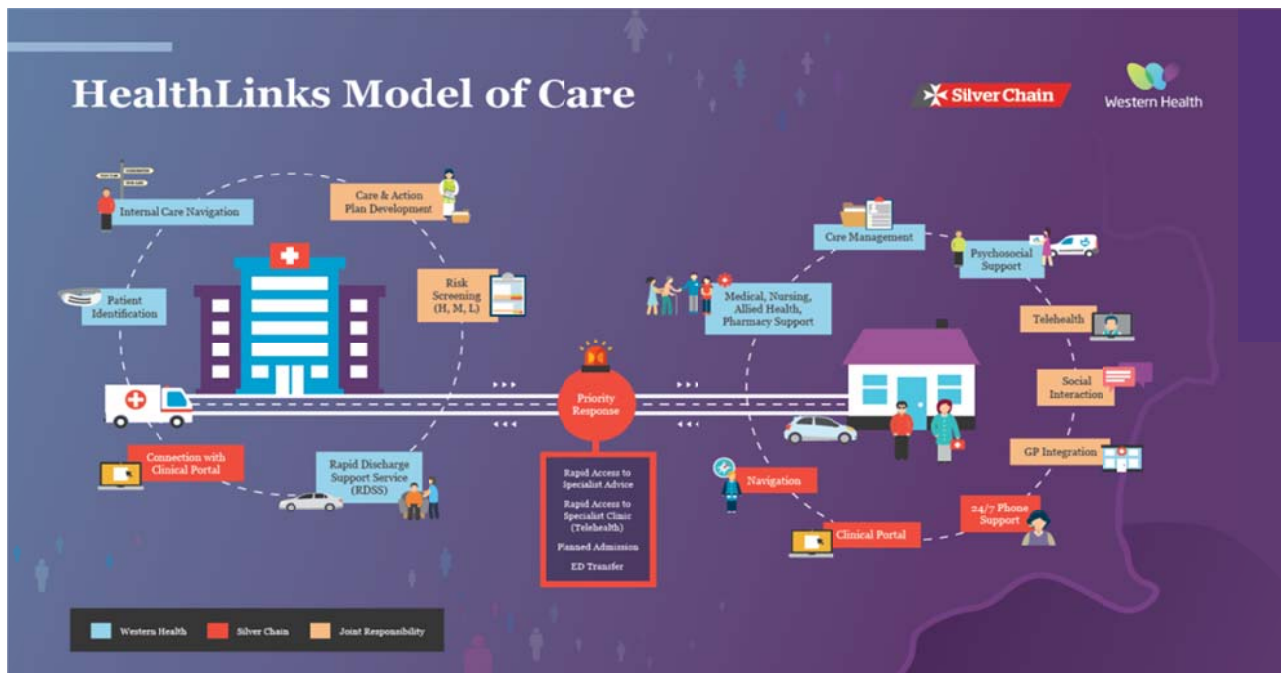 HealthLinks Model of Care
Silver Chain
Western Health
Internal Care Navigation
Care & Action
Plan Development
Patient
Identification
Risk
Screening
(H, M, L)
Connection with
Clinical Portal
Rapid Discharge
Support Service
(RDSS)
Priority
Response
Rapid Access to
Specialist Advice
Rapid Access to
Specialist Clinic
(Telehealth)
Planned Admission
ED Transfer
Care Management
Psychosocial
Support
Medical, Nursing,
Allied Health,
Pharmacy Support
Telehealth
Social
Interaction
GP Integration
24/7 Phone
Support
Clinical Portal
Navigation
Western Health
Silver Chain
Joint Responsibility